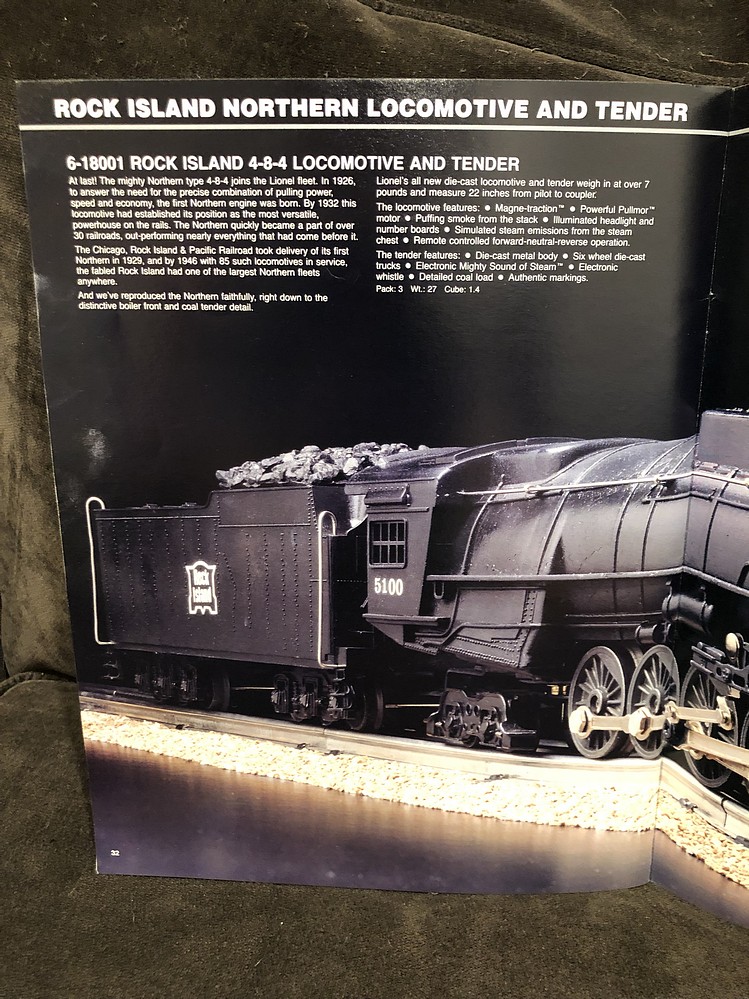 ROCK ISLAND NORTHERN LOCOMOTIVE AND TENDER
6-18001 ROCK ISLAND 4-8-4 LOCOMOTIVE AND TENDER
At last! The mighty Northern type 4-8-4 joins the Lionel fleet. In 1926,
to answer the need for the precise combination of pulling power,
speed and economy, the first Northern engine was born. By 1932 this
locomotive had established its position as the most versatile,
powerhouse on the rails. The Northern quickly became a part of over
30 railroads, out-performing nearly everything that had come before it.
The Chicago, Rock Island & Pacific Railroad took delivery of its first
Northern in 1929, and by 1946 with 85 such locomotives in service,
the fabled Rock Island had one of the largest Northern fleets
anywhere.
And we've reproduced the Northern faithfully, right down to the
distinctive boiler front and coal tender detail.
Lionel's all new die-cast locomotive and tender weigh in at over 7
pounds and measure 22 inches from pilot to coupler.
The locomotive features: ● Magne-traction™ ● Powerful Pullmor™
motor ● Puffing smoke from the stack ● Illuminated headlight and
number boards ● Simulated steam emissions from the steam
chest ● Remote controlled forward-neutral-reverse operation.
The tender features: ● Die-cast metal body ● Six wheel die-cast
trucks ● Electronic Mighty Sound of Steam™ ● Electronic
whistle ● Detailed coal load ● Authentic markings.
Pack: 3 Wt.: 27 Cube: 1.4
Rock
Island
5100
32